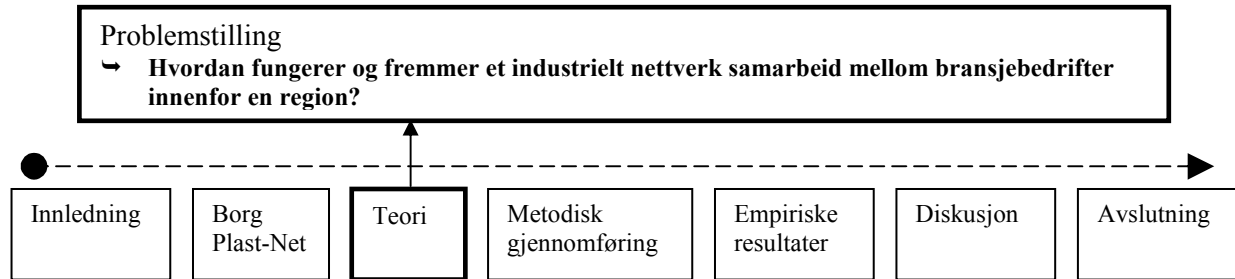 Problemstilling
➥ Hvordan fungerer og fremmer et industrielt nettverk samarbeid mellom bransjebedrifter
innenfor en region?
Innledning
Borg
Plast-Net
Teori
Metodisk
gjennomføring
Empiriske
resultater
Diskusjon
Avslutning